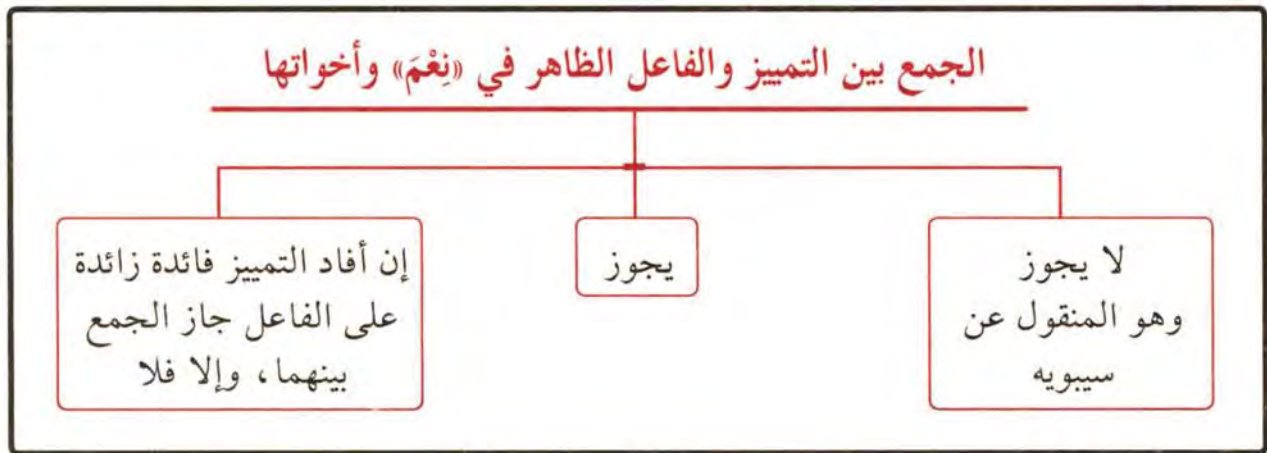 الجمع بين التمييز والفاعل الظاهر في «نِعْمَ» وأخواتها
لا يجوز
وهو المنقول عن
سيبويه
يجوز
إن أفاد التمييز فائدة زائدة
على الفاعل جاز الجمع
بينهما، وإلا فلا